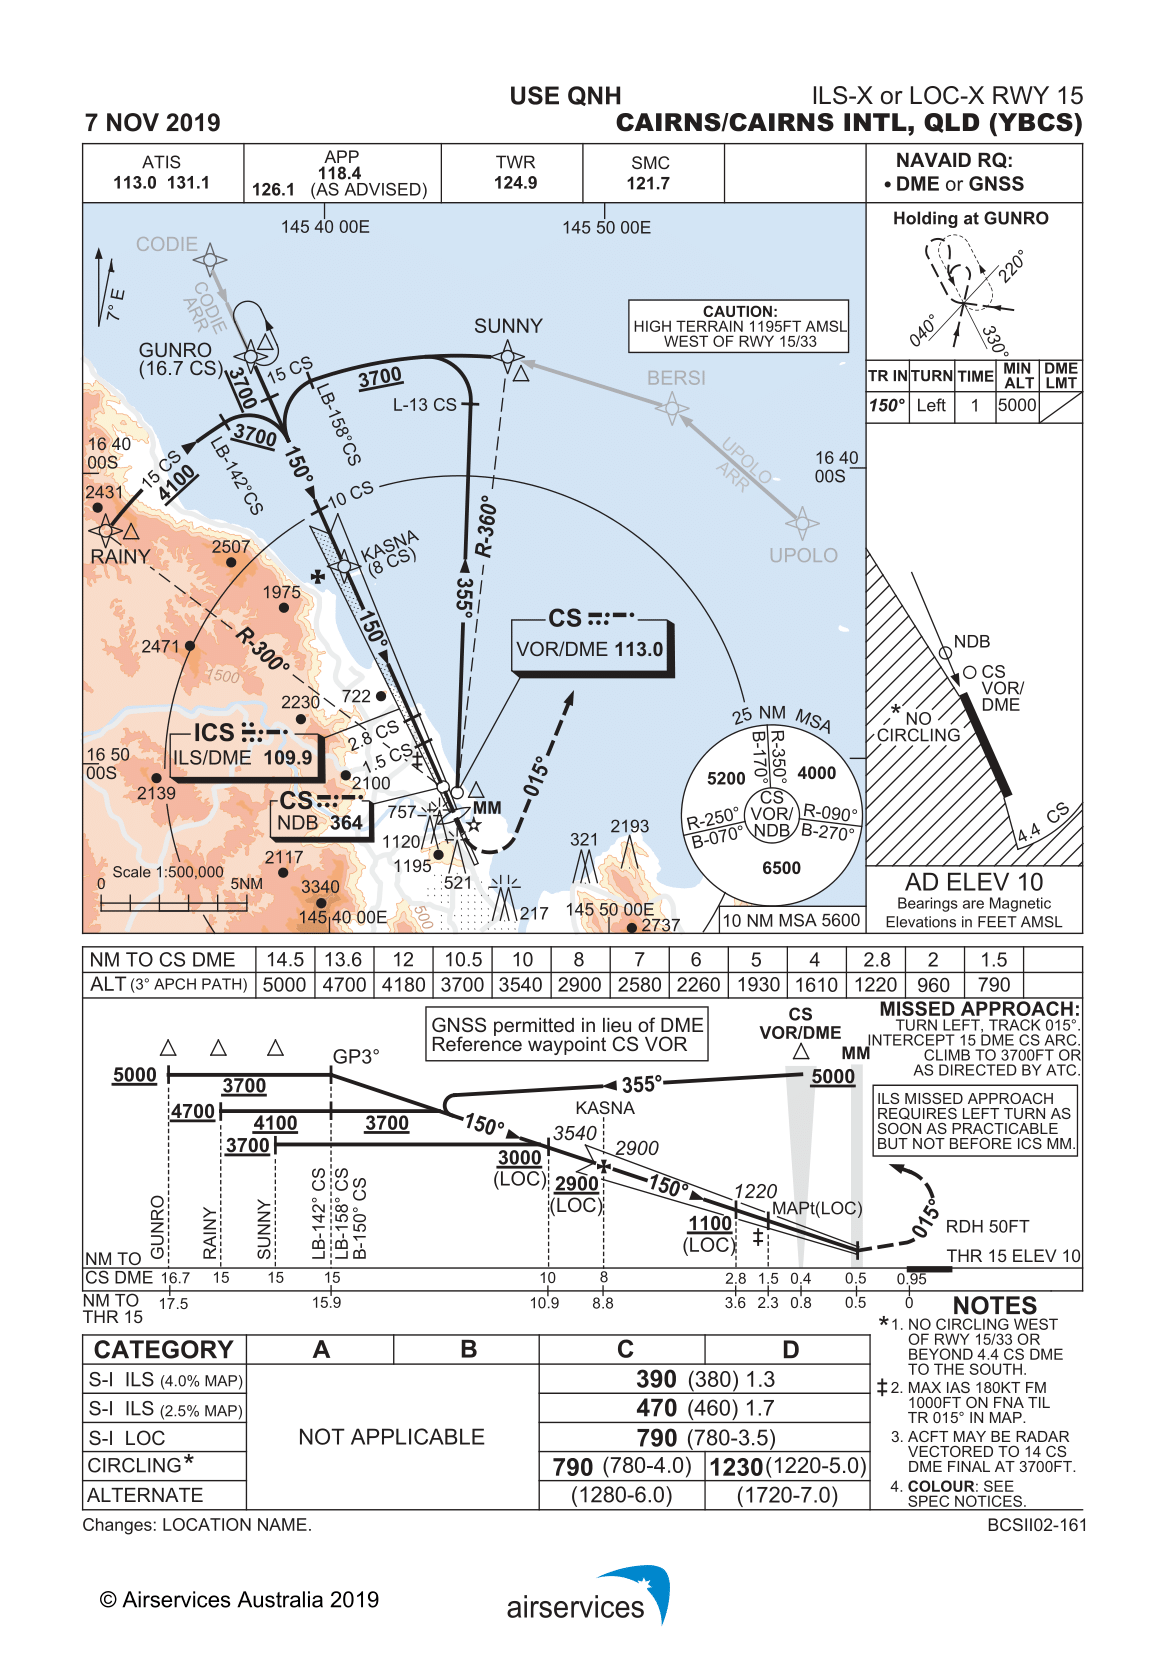 USE QNH
ILS-X or LOC-X RWY 15
7 NOV 2019
CAIRNS/CAIRNS INTL, QLD (YBCS)
ATIS
113.0 131.1
APP
118.4
126.1 (AS ADVISED)
TWR
124.9
SMC
121.7
NAVAID RQ:
• DME or GNSS
145 40 00E
145 50 00E
CODIE
CODIE
ARR
7° E
GUNRO
(16.7 CS)
3700
15 CS
SUNNY
3700
L-13 CS
LB-158°CS
3700
LB-142°CS
15 CS
4100
150°
10 CS
CAUTION:
HIGH TERRAIN 1195FT AMSL
WEST OF RWY 15/33
BERSI
UPOLO
ARR
UPOLO
16 40
00S
16 40
00S
2431
RAINY
2507
1975
2471
1500
R-300°
KASNA
(8 CS)
R-360°
355°
150°
CS
VOR/DME 113.0
2230
722
ICS
ILS/DME 109.9
2.8 CS
1.5 CS
‡
16 50
00S
2139
2100
CS
NDB 364
757
MM
015°
1120
1195
521
2117
3340
Scale 1:500,000
0
5NM
145 40 00E
500
217
321
2193
145 50 00E
2737
25 NM MSA
B-170°
R-350°
5200
4000
CS
VOR/
NDB
R-250°
B-070°
R-090°
B-270°
6500
10 NM MSA 5600
Holding at GUNRO
220°
040°
330°
TR IN TURN TIME MIN ALT DME LMT
150° Left 1 5000
NDB
CS
VOR/
DME
* NO
CIRCLING
4.4 CS
AD ELEV 10
Bearings are Magnetic
Elevations in FEET AMSL
NM TO CS DME 14.5 13.6 12 10.5 10 8 7 6 5 4 2.8 2 1.5
ALT (3° APCH PATH) 5000 4700 4180 3700 3540 2900 2580 2260 1930 1610 1220 960 790
GNSS permitted in lieu of DME
Reference waypoint CS VOR
CS
VOR/DME
MM
MISSED APPROACH:
TURN LEFT, TRACK 015°.
INTERCEPT 15 DME CS ARC.
CLIMB TO 3700FT OR
AS DIRECTED BY ATC.
ILS MISSED APPROACH
REQUIRES LEFT TURN AS
SOON AS PRACTICABLE
BUT NOT BEFORE ICS MM.
GP3°
5000
3700
4700
4100
3700
3700
355°
5000
KASNA
150°
3540
2900
3000
(LOC)
2900
(LOC)
150°
1220
MAPt(LOC)
1100
(LOC)
‡
015°
RDH 50FT
THR 15 ELEV 10
GUNRO
RAINY
SUNNY
LB-142° CS
LB-158° CS
B-150° CS
NM TO
CS DME 16.7 15 15 15 10 8 2.8 1.5 0.4 0.5 0.95
NM TO
THR 15 17.5 15.9 10.9 8.8 3.6 2.3 0.8 0.5 0
CATEGORY A B C D
S-I ILS (4.0% MAP) 390 (380) 1.3
S-I ILS (2.5% MAP) 470 (460) 1.7
S-I LOC NOT APPLICABLE 790 (780-3.5)
CIRCLING* 790 (780-4.0) 1230 (1220-5.0)
ALTERNATE (1280-6.0) (1720-7.0)
NOTES
*1. NO CIRCLING WEST
OF RWY 15/33 OR
BEYOND 4.4 CS DME
TO THE SOUTH.
‡2. MAX IAS 180KT FM
1000FT ON FNA TIL
TR 015° IN MAP.
3. ACFT MAY BE RADAR
VECTORED TO 14 CS
DME FINAL AT 3700FT.
4. COLOUR: SEE
SPEC NOTICES.
Changes: LOCATION NAME.
BCSII02-161
© Airservices Australia 2019
airservices